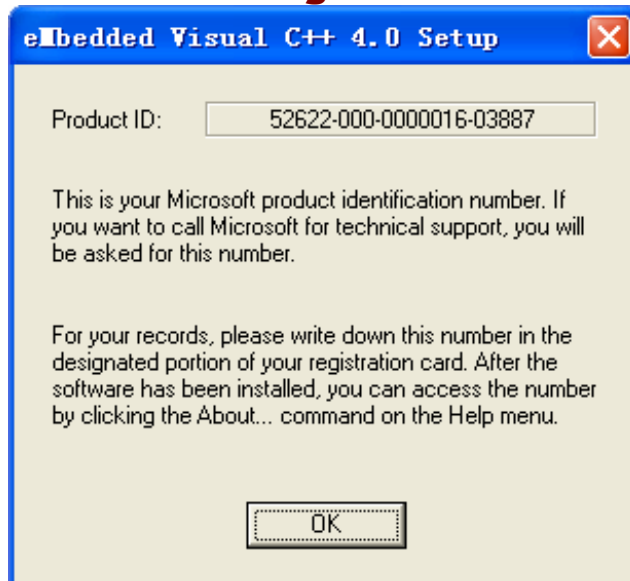 eMbedded Visual C++ 4.0 Setup
Product ID: 52622-000-0000016-03887
This is your Microsoft product identification number. If
you want to call Microsoft for technical support, you will
be asked for this number.
For your records, please write down this number in the
designated portion of your registration card. After the
software has been installed, you can access the number
by clicking the About... command on the Help menu.
OK